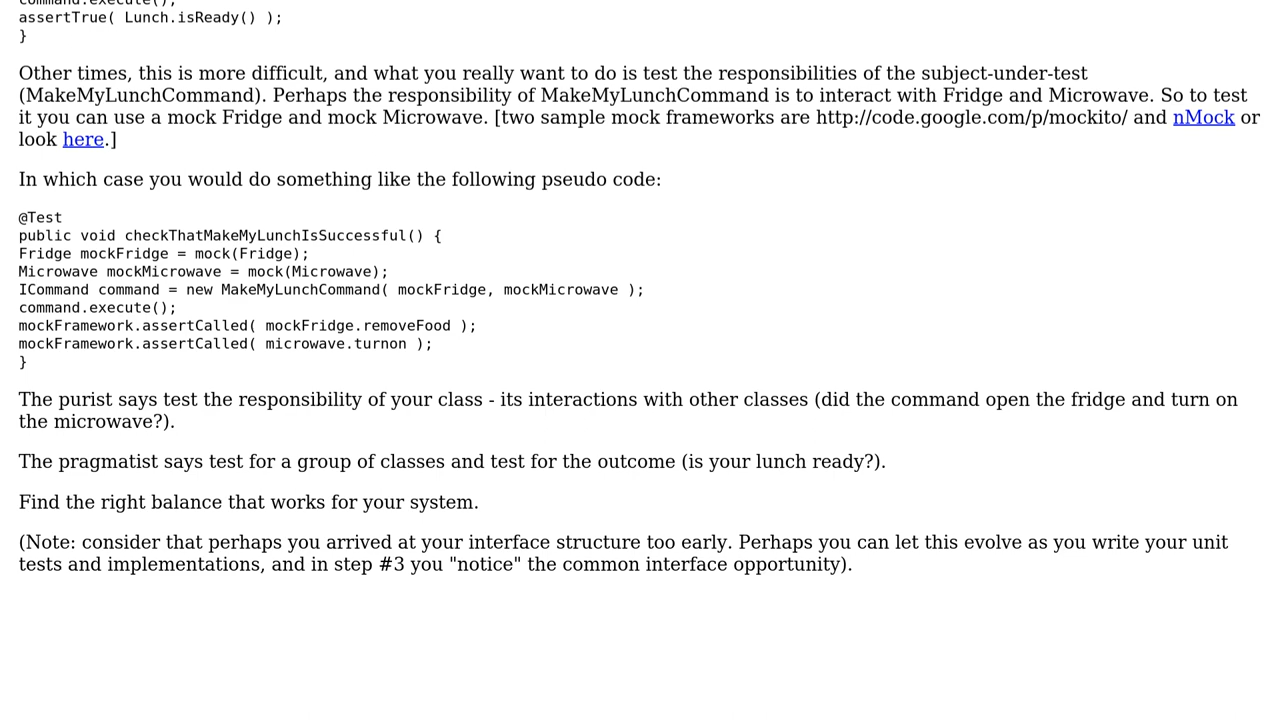 command.execute();
assertTrue( Lunch.isReady() );
}
Other times, this is more difficult, and what you really want to do is test the responsibilities of the subject-under-test
(MakeMyLunchCommand). Perhaps the responsibility of MakeMyLunchCommand is to interact with Fridge and Microwave. So to test
it you can use a mock Fridge and mock Microwave. [two sample mock frameworks are http://code.google.com/p/mockito/ and nMock or
look here.]
In which case you would do something like the following pseudo code:
@Test
public void checkThatMakeMyLunchIsSuccessful() {
Fridge mockFridge = mock(Fridge);
Microwave mockMicrowave = mock(Microwave);
ICommand command = new MakeMyLunchCommand( mockFridge, mockMicrowave );
command.execute();
mockFramework.assertCalled( mockFridge.removeFood );
mockFramework.assertCalled( microwave.turnon );
}
The purist says test the responsibility of your class - its interactions with other classes (did the command open the fridge and turn on
the microwave?).
The pragmatist says test for a group of classes and test for the outcome (is your lunch ready?).
Find the right balance that works for your system.
(Note: consider that perhaps you arrived at your interface structure too early. Perhaps you can let this evolve as you write your unit
tests and implementations, and in step #3 you "notice" the common interface opportunity).